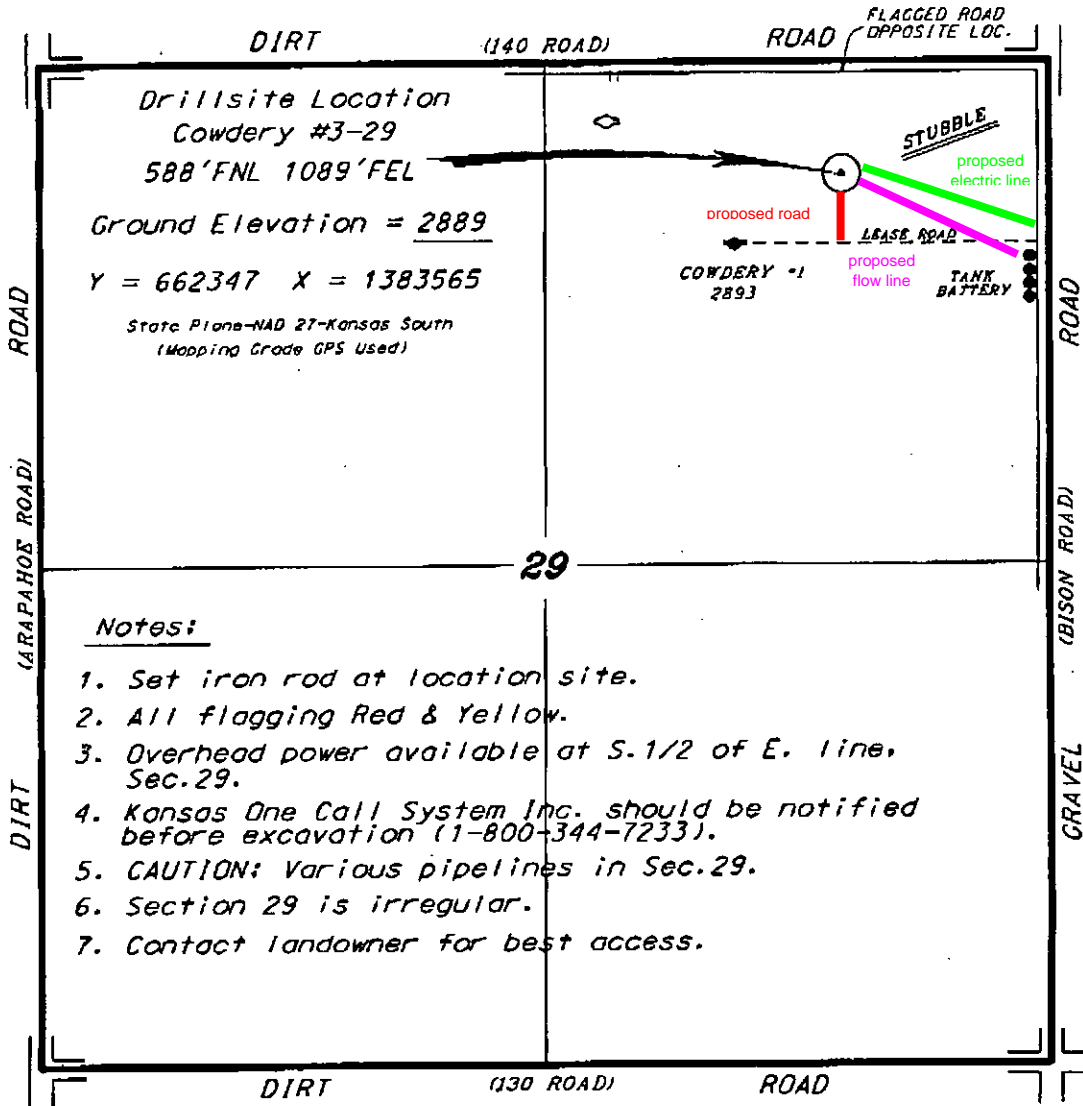 FLAGGED ROAD
OPPOSITE LOC.
DIRT (140 ROAD) ROAD
Drillsite Location
Cowdery #3-29
588'FNL 1089'FEL
Ground Elevation = 2889
Y = 662347 X = 1383565
State Plane-NAD 27-Kansas South
(Mapping Grade GPS Used)
STUBBLE
proposed
electric line
proposed road
LEASE ROAD
proposed
flow line
COWDERY #1
2893
TANK
BATTERY
ROAD
(ARAPAHOE ROAD)
DIRT
ROAD
(BISON ROAD)
GRAVEL
29
Notes:
1. Set iron rod at location site.
2. All flagging Red & Yellow.
3. Overhead power available at S.1/2 of E. line,
Sec.29.
4. Kansas One Call System Inc. should be notified
before excavation (1-800-344-7233).
5. CAUTION: Various pipelines in Sec.29.
6. Section 29 is irregular.
7. Contact landowner for best access.
DIRT (130 ROAD) ROAD